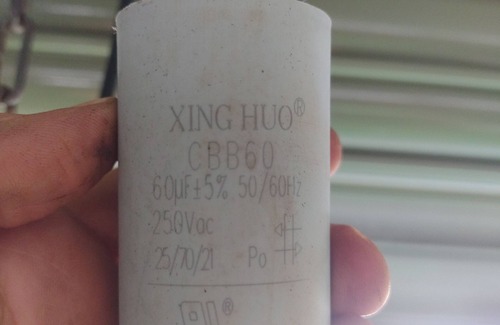 XING HUO®
CBB60
60μF±5% 50/60Hz
250Vac
25/70/21 Po